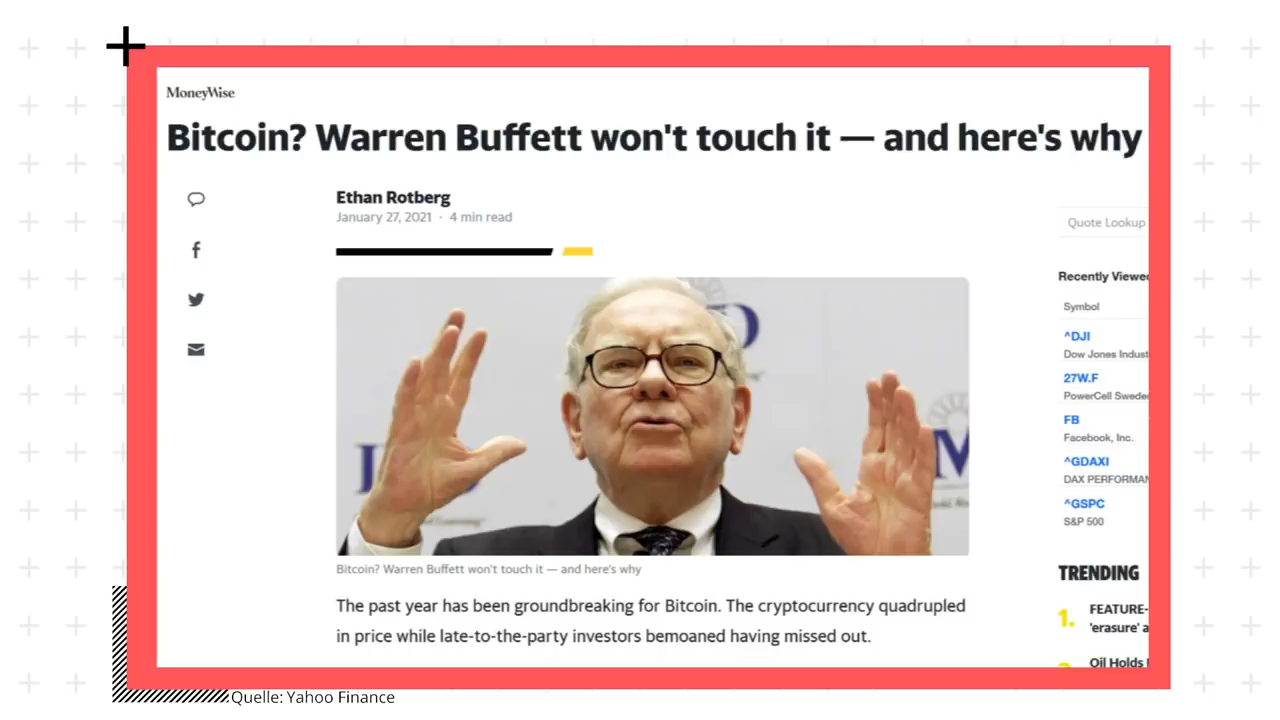 MoneyWise
Bitcoin? Warren Buffett won't touch it — and here's why
Ethan Rotberg
January 27, 2021 · 4 min read
Bitcoin? Warren Buffett won't touch it — and here's why
The past year has been groundbreaking for Bitcoin. The cryptocurrency quadrupled
in price while late-to-the-party investors bemoaned having missed out.
Quote Lookup
Recently Viewe
Symbol
^DJI
Dow Jones Indust
27W.F
PowerCell Swede
FB
Facebook, Inc.
^GDAXI
DAX PERFORMAN
^GSPC
S&P 500
TRENDING
1.
FEATURE-
'erasure' a
Oil Holds
Quelle: Yahoo Finance